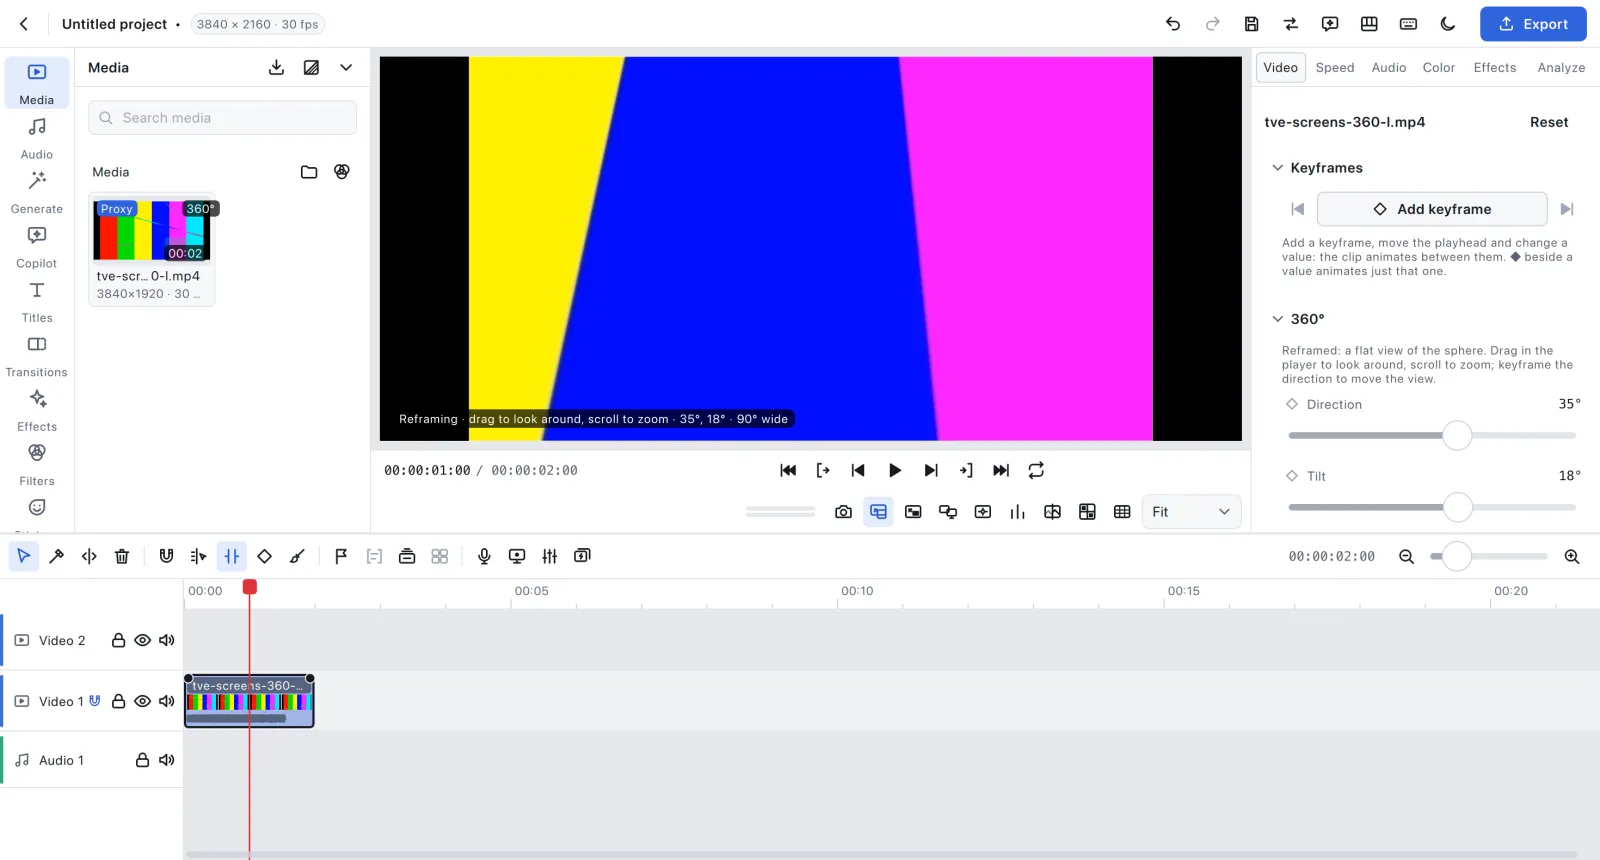 Untitled project •
3840 × 2160 · 30 fps
Export
Media
Audio
Generate
Copilot
Titles
Transitions
Effects
Filters
Media
Search media
Media
Proxy
360°
00:02
tve-scr... 0-l.mp4
3840×1920 · 30 ...
Reframing · drag to look around, scroll to zoom · 35°, 18° · 90° wide
00:00:01:00 / 00:00:02:00
Fit
Video
Speed
Audio
Color
Effects
Analyze
tve-screens-360-l.mp4
Reset
Keyframes
Add keyframe
Add a keyframe, move the playhead and change a
value: the clip animates between them. ◆ beside a
value animates just that one.
360°
Reframed: a flat view of the sphere. Drag in the
player to look around, scroll to zoom; keyframe the
direction to move the view.
Direction
35°
Tilt
18°
00:00:02:00
00:00
00:05
00:10
00:15
00:20
Video 2
Video 1
tve-screens-360-...
Audio 1